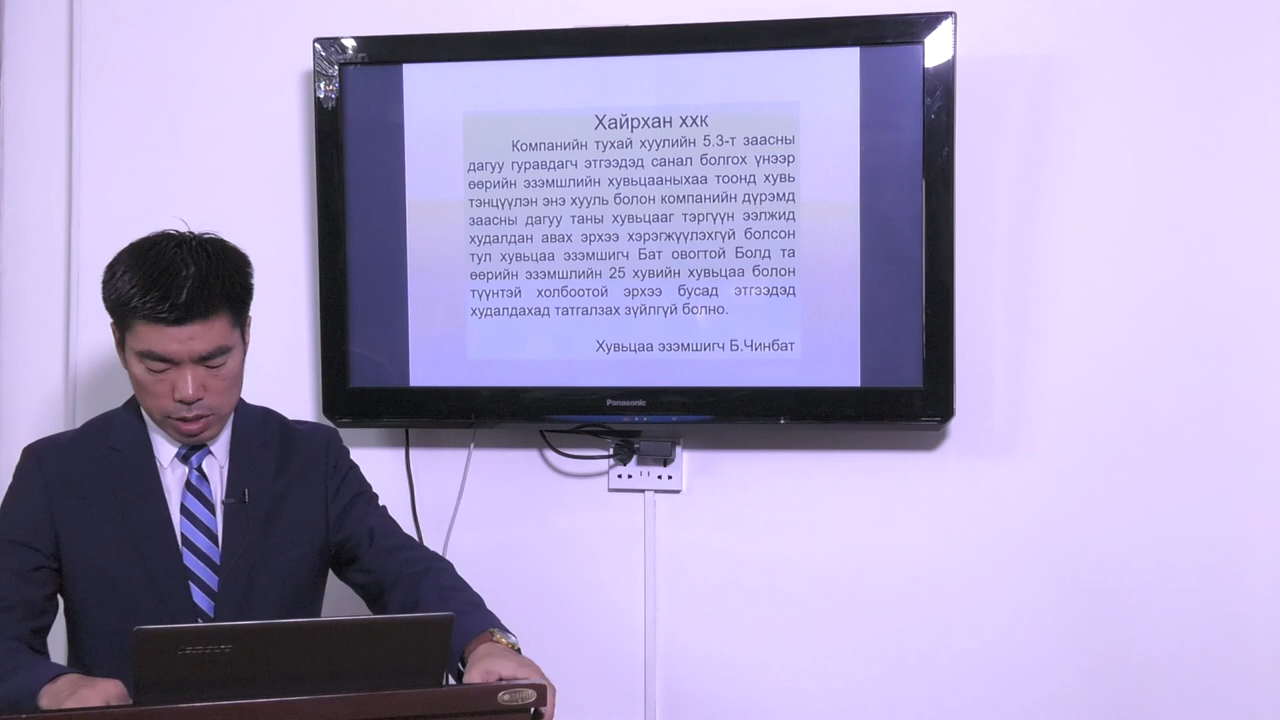 Хайрхан ХХК
Компанийн тухай хуулийн 5.3-т заасны
дагуу гуравдагч этгээдэд санал болгох үнээр
өөрийн эзэмшлийн хувьцааныхаа тоонд хувь
тэнцүүлэн энэ хууль болон компанийн дүрэмд
заасны дагуу таны хувьцааг тэргүүн ээлжид
худалдан авах эрхээ хэрэгжүүлэхгүй болсон
тул хувьцаа эзэмшигч Бат овогтой Болд та
өөрийн эзэмшлийн 25 хувийн хувьцаа болон
түүнтэй холбоотой эрхээ бусад этгээдэд
худалдахад татгалзах зүйлгүй болно.
Хувьцаа эзэмшигч Б.Чинбат
Panasonic
lenovo